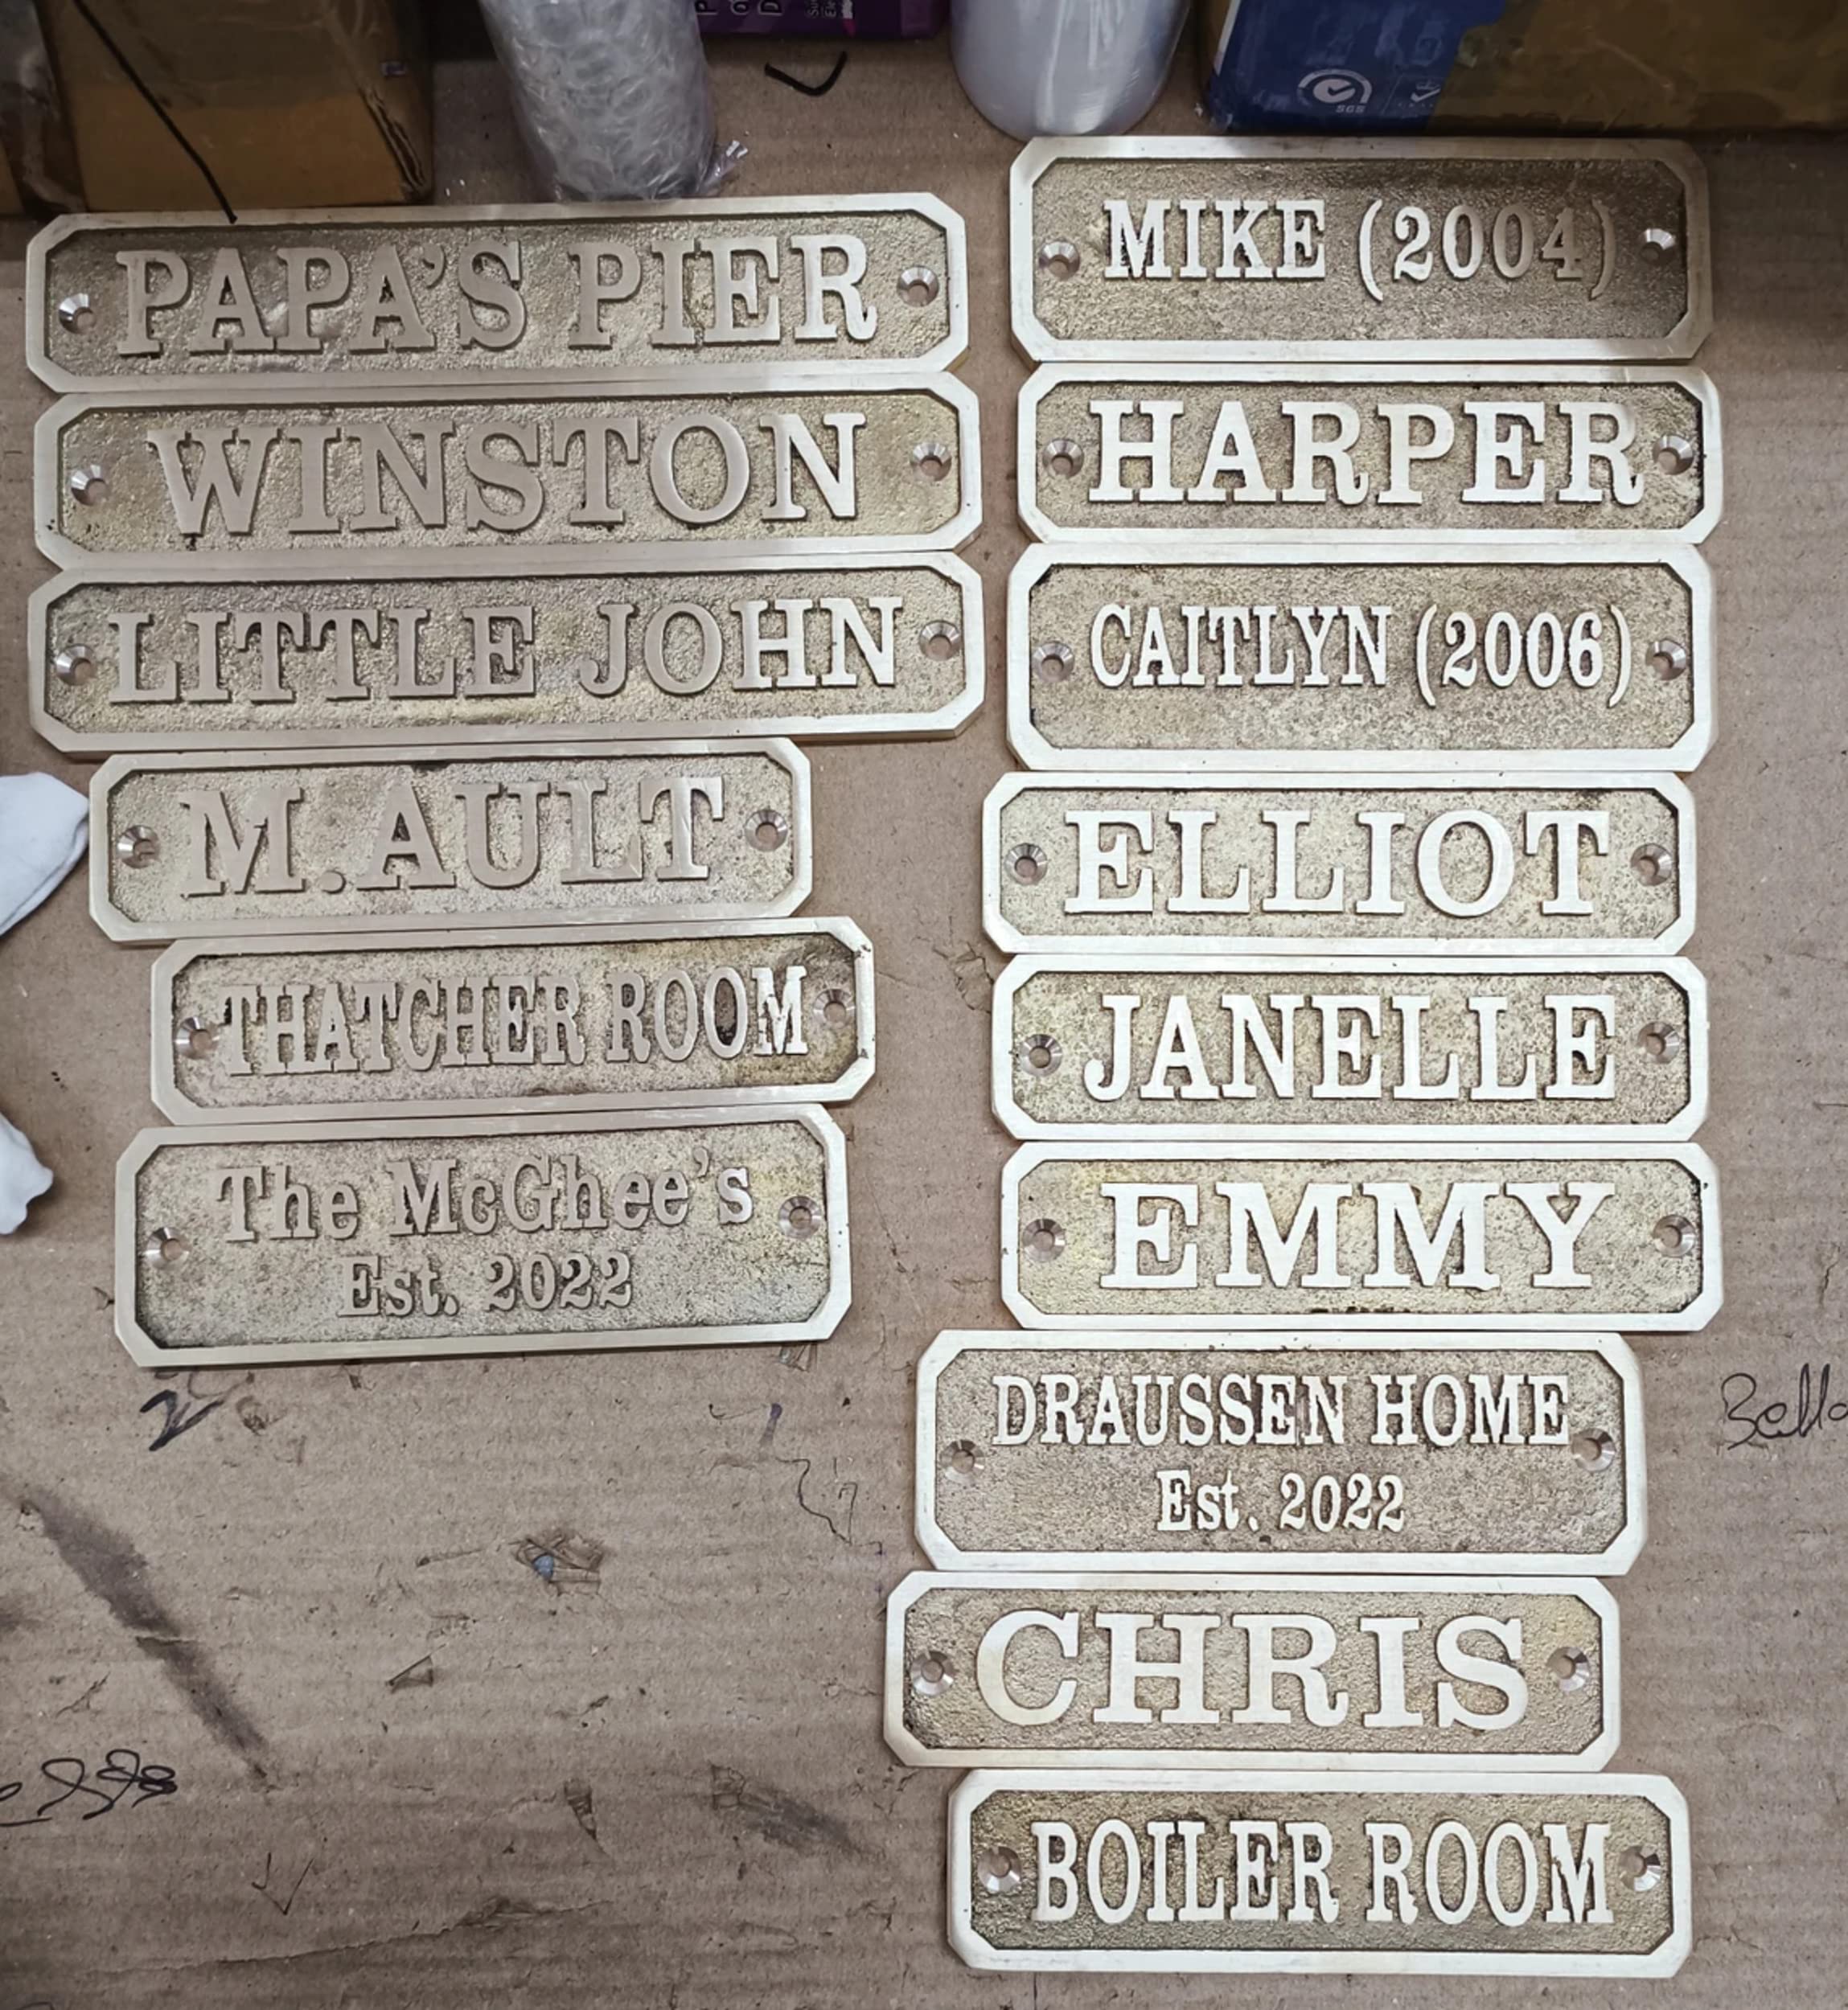 PAPA'S PIER
WINSTON
LITTLE JOHN
M.AULT
THATCHER ROOM
The McGhee's
Est. 2022
SGS
MIKE (2004)
HARPER
CAITLYN (2006)
ELLIOT
JANELLE
EMMY
DRAUSSEN HOME
Est. 2022
CHRIS
BOILER ROOM